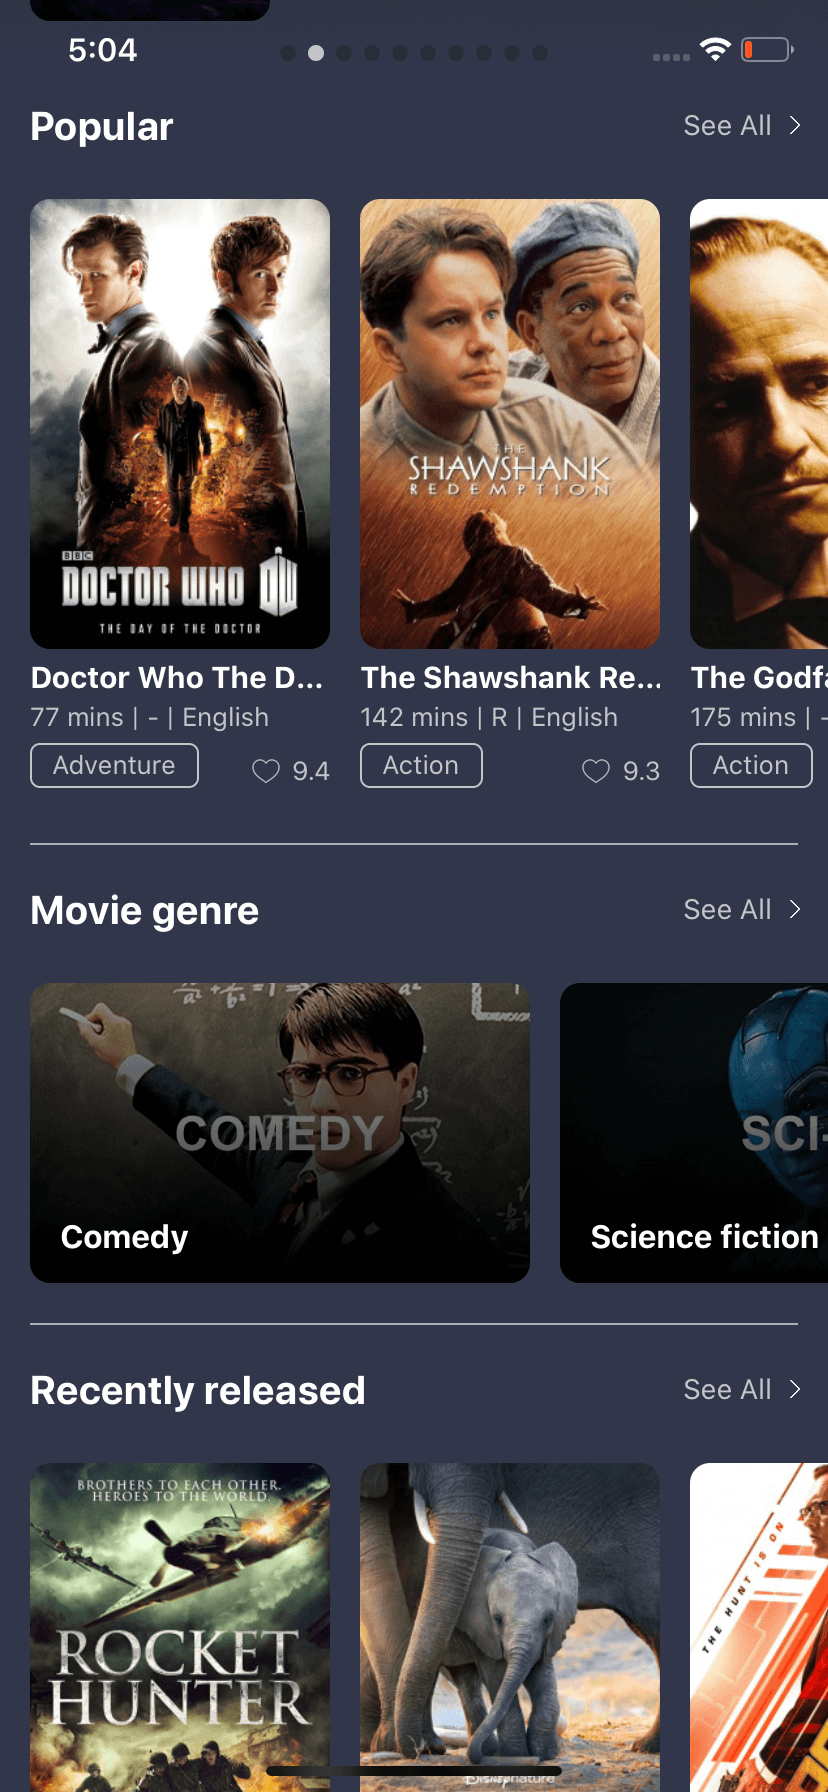 5:04
Popular
See All
BBC
DOCTOR WHO DW
THE DAY OF THE DOCTOR
THE
SHAWSHANK
REDEMPTION
Doctor Who The D...
The Shawshank Re...
The Godfa
77 mins | - | English
142 mins | R | English
175 mins | -
Adventure
9.4
Action
9.3
Action
Movie genre
See All
COMEDY
Comedy
SCI-
Science fiction
Recently released
See All
BROTHERS TO EACH OTHER.
HEROES TO THE WORLD.
ROCKET
HUNTER
Disneynature
THE HUNT IS ON